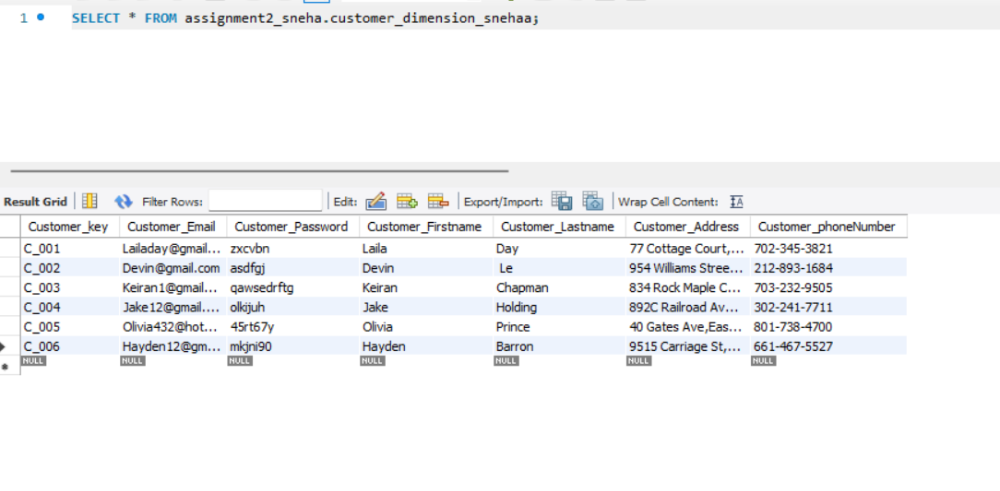 1 SELECT * FROM assignment2_sneha.customer_dimension_snehaa;
Result Grid Filter Rows: Edit: Export/Import: Wrap Cell Content: IA
Customer_key Customer_Email Customer_Password Customer_Firstname Customer_Lastname Customer_Address Customer_phoneNumber
C_001 Lailaday@gmail... zxcvbn Laila Day 77 Cottage Court,... 702-345-3821
C_002 Devin@gmail.com asdfgj Devin Le 954 Williams Stree... 212-893-1684
C_003 Keiran1@gmail... qawsedrftg Keiran Chapman 834 Rock Maple C... 703-232-9505
C_004 Jake12@gmail.... olkijuh Jake Holding 892C Railroad Av... 302-241-7711
C_005 Olivia432@hot... 45rt67y Olivia Prince 40 Gates Ave,Eas... 801-738-4700
C_006 Hayden12@gm... mkjni90 Hayden Barron 9515 Carriage St,... 661-467-5527
NULL NULL NULL NULL NULL NULL NULL